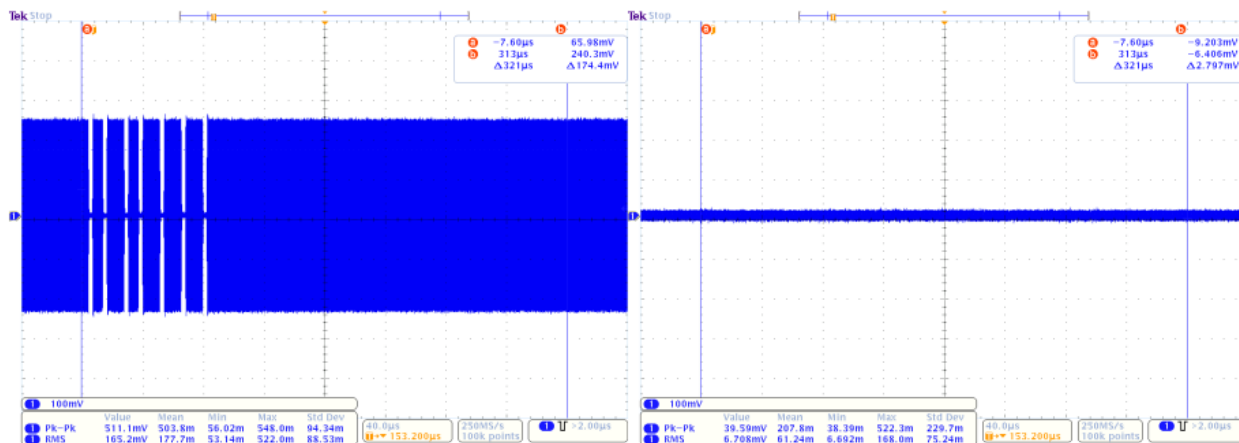 Tek Stop
a b
a −7.60µs 65.98mV
b 313µs 240.3mV
Δ321µs Δ174.4mV
1
1 100mV
Value Mean Min Max Std Dev
1 Pk−Pk 511.1mV 503.8m 56.02m 548.0m 94.34m
1 RMS 165.2mV 177.7m 53.14m 522.0m 88.53m
40.0µs 250MS/s 1 >2.00µs
T→▾ 153.200µs 100k points
Tek Stop
a b
a −7.60µs −9.203mV
b 313µs −6.406mV
Δ321µs Δ2.797mV
1
1 100mV
Value Mean Min Max Std Dev
1 Pk−Pk 39.59mV 207.8m 38.39m 522.3m 229.7m
1 RMS 6.708mV 61.24m 6.692m 168.0m 75.24m
40.0µs 250MS/s 1 >2.00µs
T→▾ 153.200µs 100k points